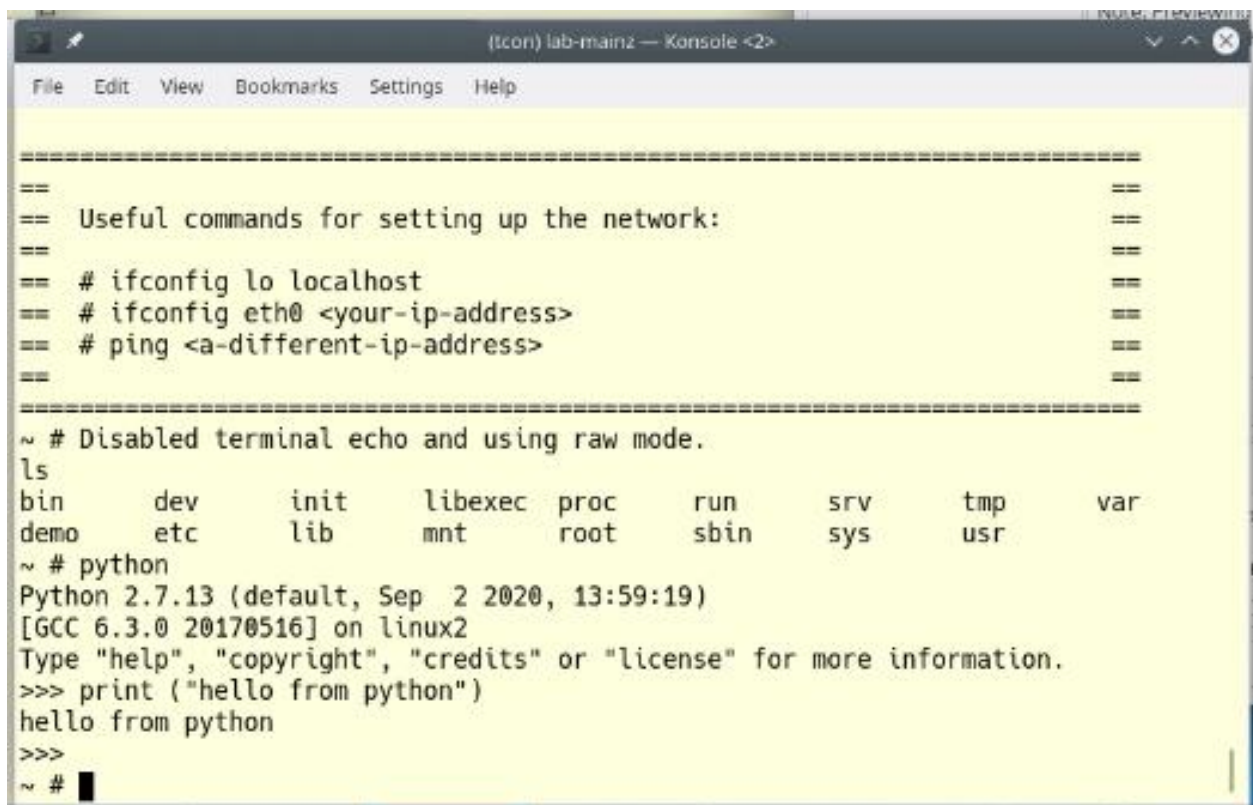 Note, Previewing
(tcon) lab-mainz — Konsole <2>
File Edit View Bookmarks Settings Help
===========================================================================
==                                                                       ==
==  Useful commands for setting up the network:                          ==
==                                                                       ==
==  # ifconfig lo localhost                                              ==
==  # ifconfig eth0 <your-ip-address>                                    ==
==  # ping <a-different-ip-address>                                      ==
==                                                                       ==
===========================================================================
~ # Disabled terminal echo and using raw mode.
ls
bin      dev      init     libexec  proc     run      srv      tmp      var
demo     etc      lib      mnt      root     sbin     sys      usr
~ # python
Python 2.7.13 (default, Sep  2 2020, 13:59:19)
[GCC 6.3.0 20170516] on linux2
Type "help", "copyright", "credits" or "license" for more information.
>>> print ("hello from python")
hello from python
>>>
~ #